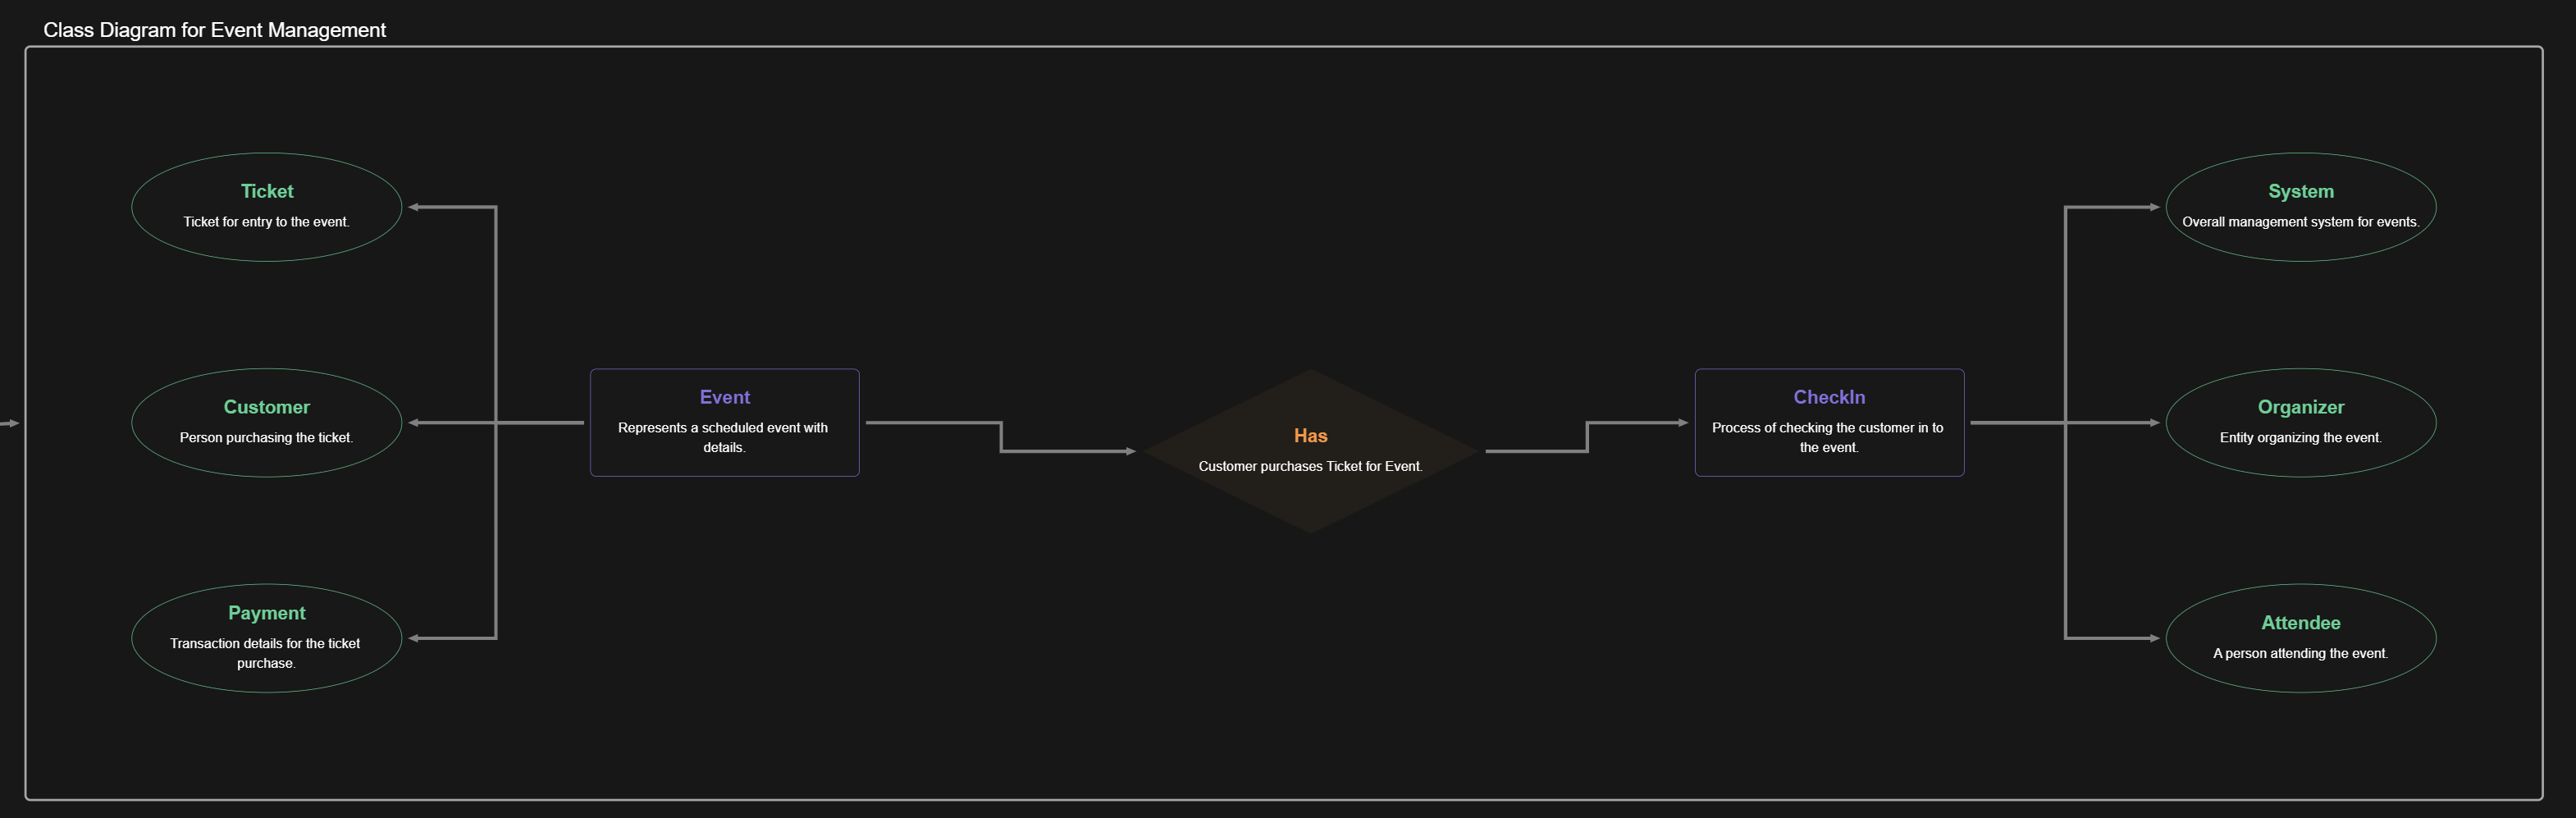 Class Diagram for Event Management
Ticket
Ticket for entry to the event.
Customer
Person purchasing the ticket.
Payment
Transaction details for the ticket
purchase.
Event
Represents a scheduled event with
details.
Has
Customer purchases Ticket for Event.
CheckIn
Process of checking the customer in to
the event.
System
Overall management system for events.
Organizer
Entity organizing the event.
Attendee
A person attending the event.